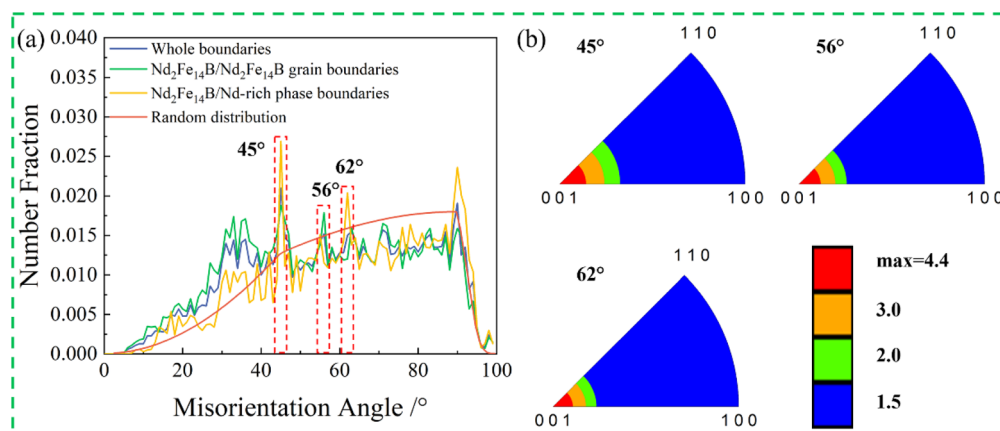 (a)
Whole boundaries
Nd₂Fe₁₄B/Nd₂Fe₁₄B grain boundaries
Nd₂Fe₁₄B/Nd-rich phase boundaries
Random distribution
45°
56°
62°
0.040
0.035
0.030
0.025
0.020
0.015
0.010
0.005
0.000
Number Fraction
0
20
40
60
80
100
Misorientation Angle /°
(b)
45°
1 1 0
0 0 1
1 0 0
56°
1 1 0
0 0 1
1 0 0
62°
1 1 0
0 0 1
1 0 0
max=4.4
3.0
2.0
1.5